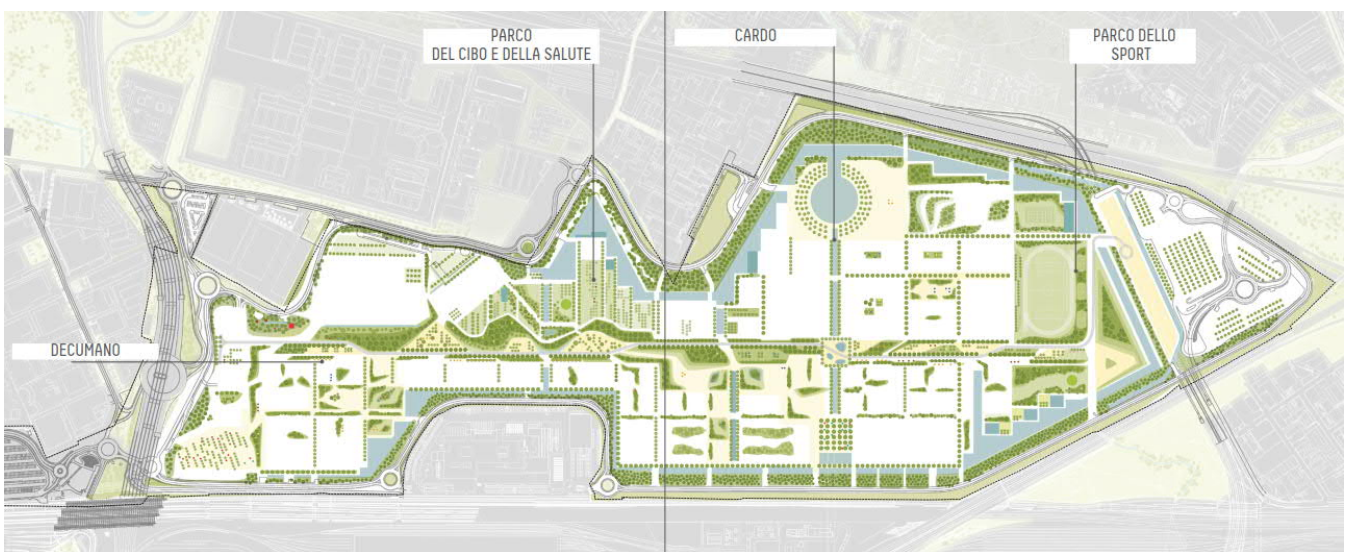 PARCO
DEL CIBO E DELLA SALUTE
CARDO
PARCO DELLO
SPORT
DECUMANO